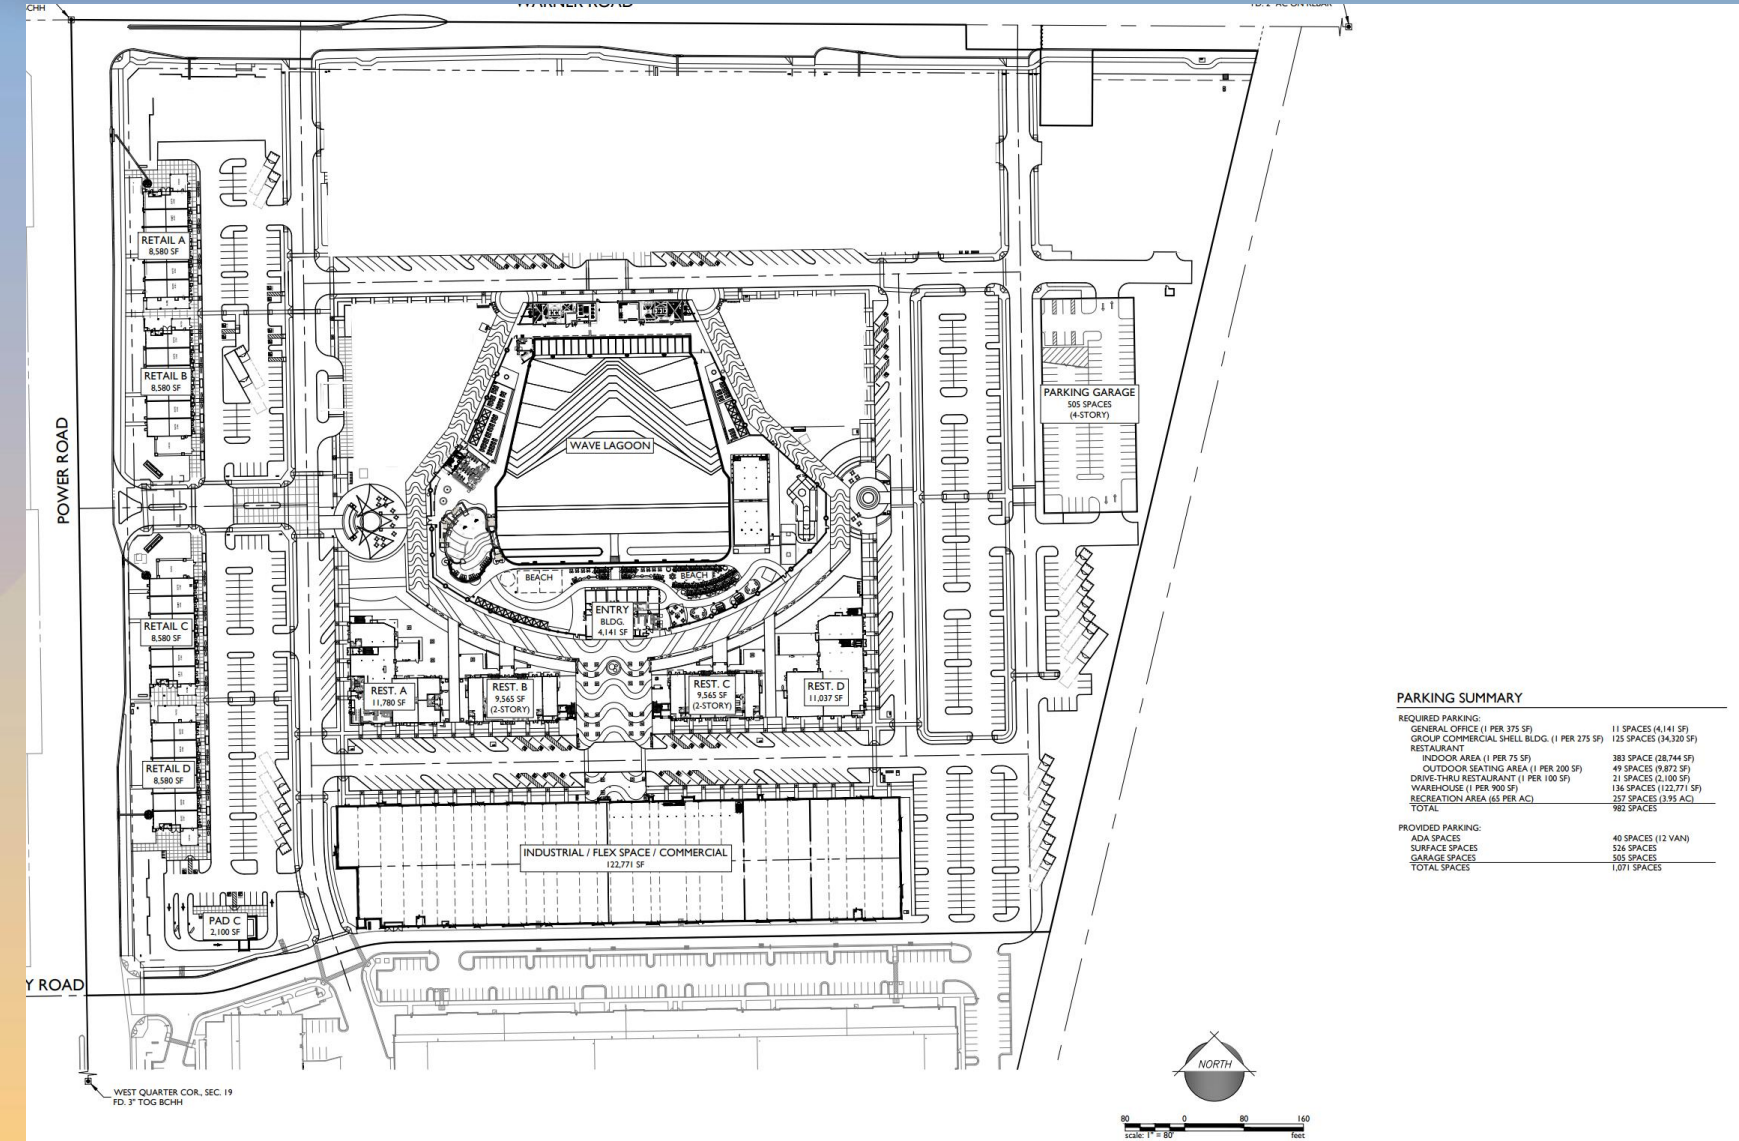 WARNER ROAD
POWER ROAD
RETAIL A
8,580 SF
RETAIL B
8,580 SF
RETAIL C
8,580 SF
RETAIL D
8,580 SF
PAD C
2,100 SF
WAVE LAGOON
BEACH
BEACH
ENTRY
BLDG.
4,141 SF
REST. A
11,780 SF
REST. B
9,565 SF
(2-STORY)
REST. C
9,565 SF
(2-STORY)
REST. D
11,037 SF
PARKING GARAGE
505 SPACES
(4-STORY)
INDUSTRIAL / FLEX SPACE / COMMERCIAL
122,771 SF
Y ROAD
WEST QUARTER COR., SEC. 19
FD. 3" TOG BCHH
PARKING SUMMARY
REQUIRED PARKING:
GENERAL OFFICE (1 PER 375 SF) 11 SPACES (4,141 SF)
GROUP COMMERCIAL SHELL BLDG. (1 PER 275 SF) 125 SPACES (34,320 SF)
RESTAURANT
INDOOR AREA (1 PER 75 SF) 383 SPACE (28,744 SF)
OUTDOOR SEATING AREA (1 PER 200 SF) 49 SPACES (9,872 SF)
DRIVE-THRU RESTAURANT (1 PER 100 SF) 21 SPACES (2,100 SF)
WAREHOUSE (1 PER 900 SF) 136 SPACES (122,771 SF)
RECREATION AREA (65 PER AC) 257 SPACES (3.95 AC)
TOTAL 982 SPACES
PROVIDED PARKING:
ADA SPACES 40 SPACES (12 VAN)
SURFACE SPACES 526 SPACES
GARAGE SPACES 505 SPACES
TOTAL SPACES 1,071 SPACES
NORTH
80 0 80 160
scale: 1" = 80' feet